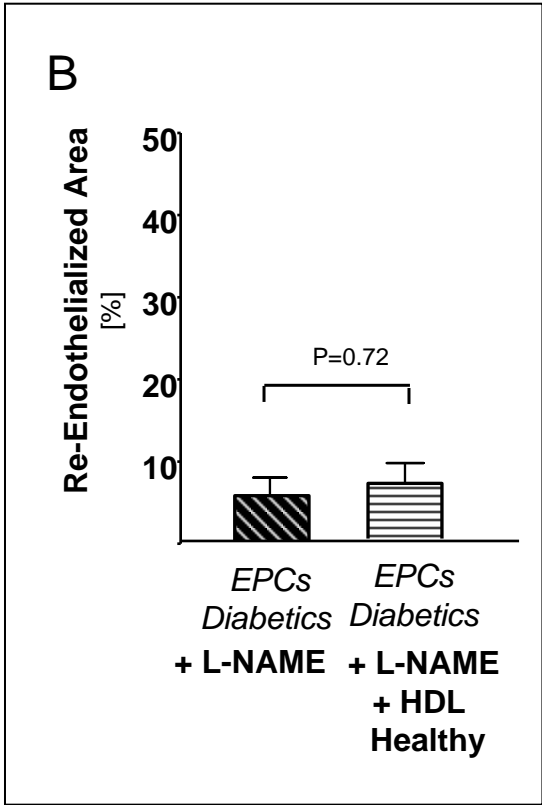 B
Re-Endothelialized Area
[%]
50
40
30
20
10
P=0.72
EPCs
Diabetics
+ L-NAME
EPCs
Diabetics
+ L-NAME
+ HDL
Healthy